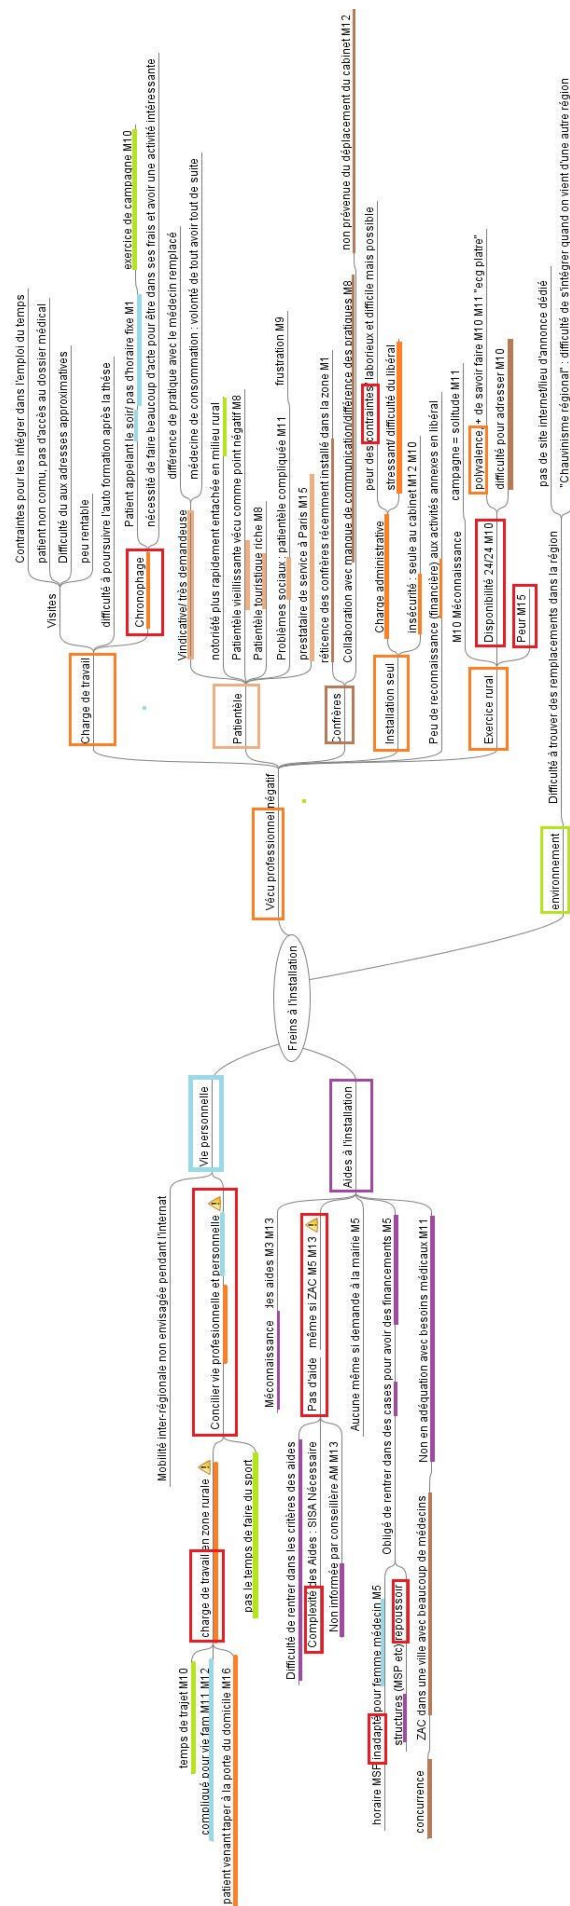 Freins à l'installation
Vécu professionnel négatif
Charge de travail
Visites
Contraintes pour les intégrer dans l'emploi du temps
patient non connu, pas d'accès au dossier médical
Difficulté du aux adresses approximatives
peu rentable
difficulté à poursuivre l'auto formation après la thèse
Chronophage
Patient appelant le soir/ pas d'horaire fixe M1
exercice de campagne M10
nécessité de faire beaucoup d'acte pour être dans ses frais et avoir une activité intéressante
Patientèle
Vindicative/ très demandeuse
différence de pratique avec le médecin remplacé
médecine de consommation : volonté de tout avoir tout de suite
notoriété plus rapidement entachée en milieu rural
Patientèle vieillissante vécu comme point négatif M8
Patientèle touristique riche M8
Problèmes sociaux : patientèle compliquée M11
frustration M9
prestataire de service à Paris M15
Confrères
réticence des confrères récemment installé dans la zone M1
Collaboration avec manque de communication/différence des pratiques M8
non prévenue du déplacement du cabinet M12
Installation seul
Charge administrative
peur des contraintes/ laborieux et difficile mais possible
stressant/ difficulté du libéral
insécurité : seule au cabinet M12 M10
Peu de reconnaissance (financière) aux activités annexes en libéral
Exercice rural
M10 Méconnaissance
campagne = solitude M11
Disponibilité 24/24 M10
polyvalence, + de savoir faire M10 M11 "ecg platre"
difficulté pour adresser M10
Peur M15
environnement
Difficulté à trouver des remplacements dans la région
pas de site internet/lieu d'annonce dédié
"Chauvinisme régional" : difficulté de s'intégrer quand on vient d'une autre région
Vie personnelle
Mobilité inter-régionale non envisagée pendant l'internat
Concilier vie profesionnelle et personnelle
charge de travail en zone rurale
temps de trajet M10
compliqué pour vie fam M11 M12
patient venant taper à la porte du domicile M16
pas le temps de faire du sport
Aides à l'installation
Méconnaissance des aides M3 M13
Pas d'aide même si ZAC M5 M13
Difficulté de rentrer dans les critères des aides
Complexité des Aides : SISA Nécessaire
Non informée par conseillère AM M13
Aucune même si demande à la mairie M5
Obligé de rentrer dans des cases pour avoir des financements M5
horaire MSP inadapté pour femme médecin M5
structures (MSP etc) repoussoir
Non en adéquation avec besoins médicaux M11
ZAC dans une ville avec beaucoup de médecins
concurrence